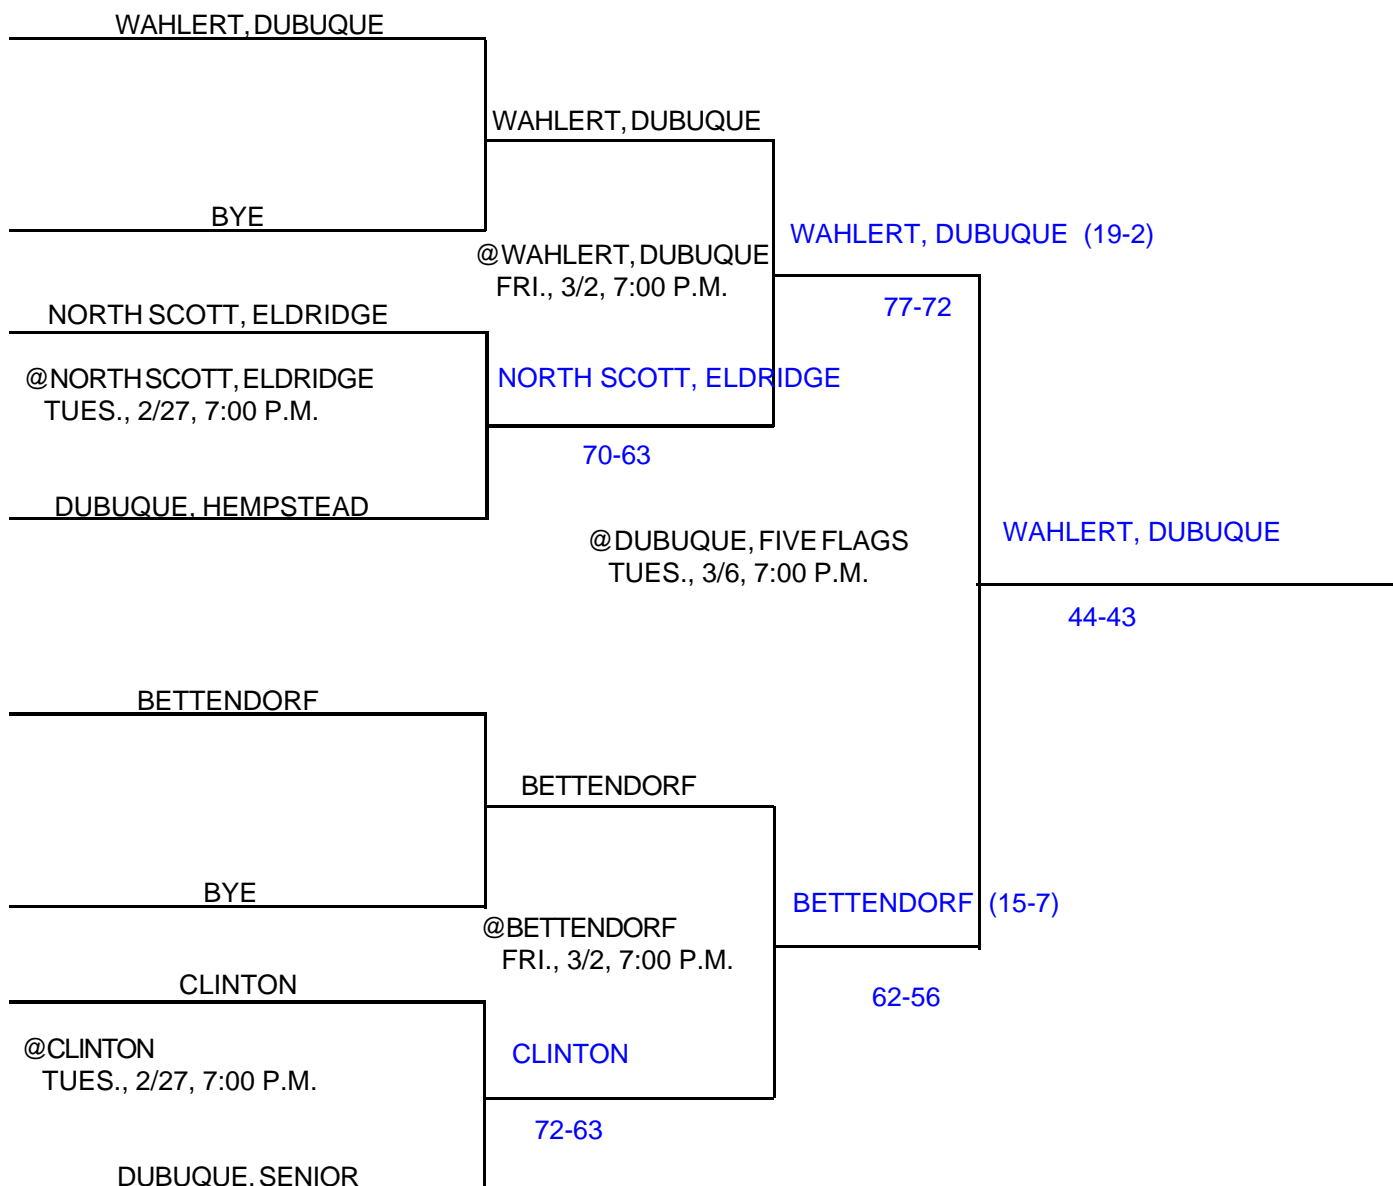 WAHLERT, DUBUQUE
WAHLERT, DUBUQUE
BYE
WAHLERT, DUBUQUE (19-2)
@WAHLERT, DUBUQUE
FRI., 3/2, 7:00 P.M.
77-72
NORTH SCOTT, ELDRIDGE
@NORTH SCOTT, ELDRIDGE
TUES., 2/27, 7:00 P.M.
NORTH SCOTT, ELDRIDGE
70-63
DUBUQUE, HEMPSTEAD
@DUBUQUE, FIVE FLAGS
TUES., 3/6, 7:00 P.M.
WAHLERT, DUBUQUE
44-43
BETTENDORF
BETTENDORF
BYE
BETTENDORF (15-7)
@BETTENDORF
FRI., 3/2, 7:00 P.M.
62-56
CLINTON
@CLINTON
TUES., 2/27, 7:00 P.M.
CLINTON
72-63
DUBUQUE, SENIOR